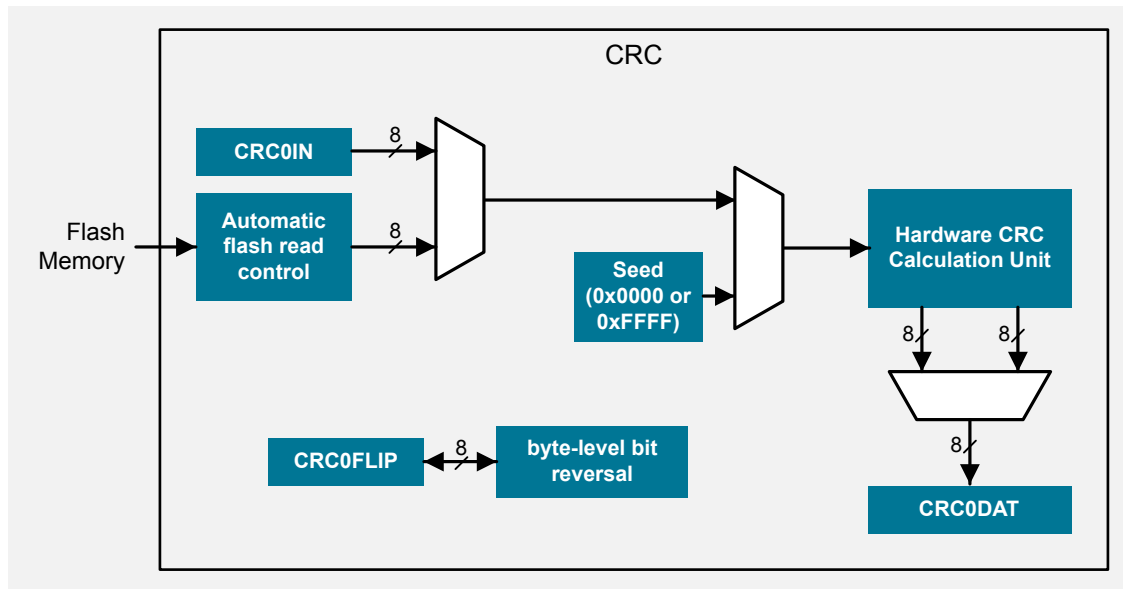 CRC
CRC0IN
8
Flash
Memory
Automatic
flash read
control
8
Seed
(0x0000 or
0xFFFF)
Hardware CRC
Calculation Unit
8
8
8
CRC0DAT
CRC0FLIP
8
byte-level bit
reversal